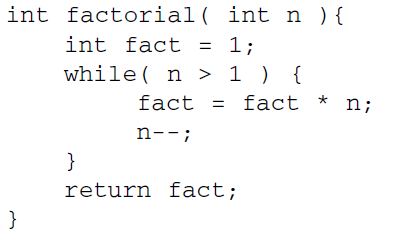 int factorial( int n ){
    int fact = 1;
    while( n > 1 ) {
         fact = fact * n;
         n--;
    }
    return fact;
}